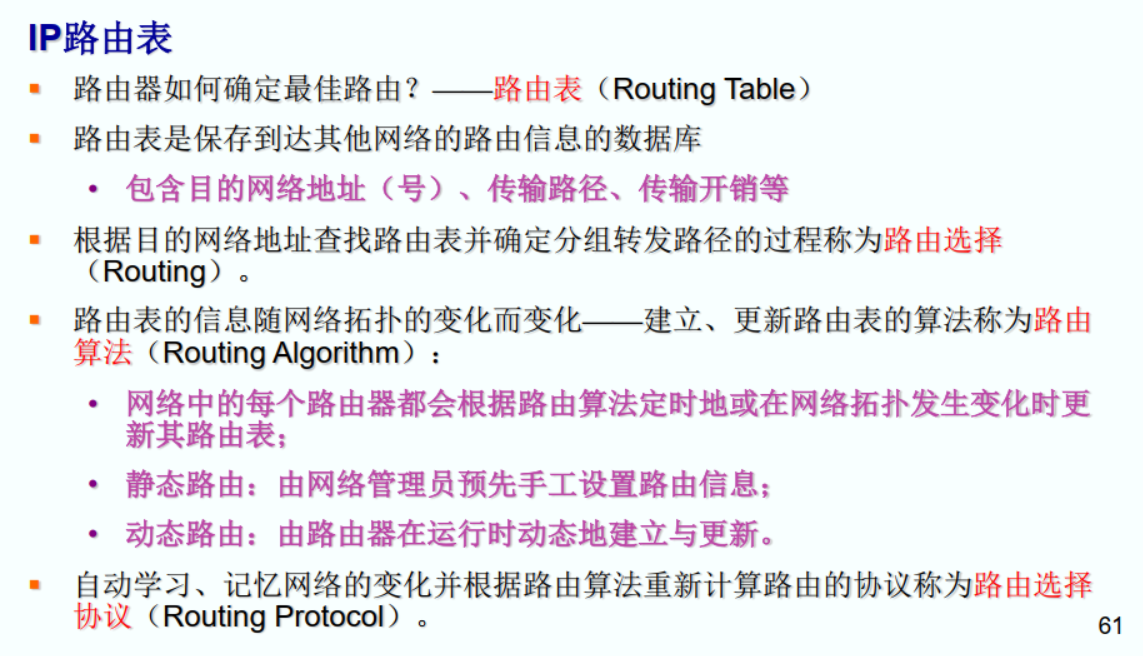 IP路由表
▪ 路由器如何确定最佳路由？——路由表（Routing Table）
▪ 路由表是保存到达其他网络的路由信息的数据库
• 包含目的网络地址（号）、传输路径、传输开销等
▪ 根据目的网络地址查找路由表并确定分组转发路径的过程称为路由选择
（Routing）。
▪ 路由表的信息随网络拓扑的变化而变化——建立、更新路由表的算法称为路由
算法（Routing Algorithm）：
• 网络中的每个路由器都会根据路由算法定时地或在网络拓扑发生变化时更
新其路由表；
• 静态路由：由网络管理员预先手工设置路由信息；
• 动态路由：由路由器在运行时动态地建立与更新。
▪ 自动学习、记忆网络的变化并根据路由算法重新计算路由的协议称为路由选择
协议（Routing Protocol）。
61